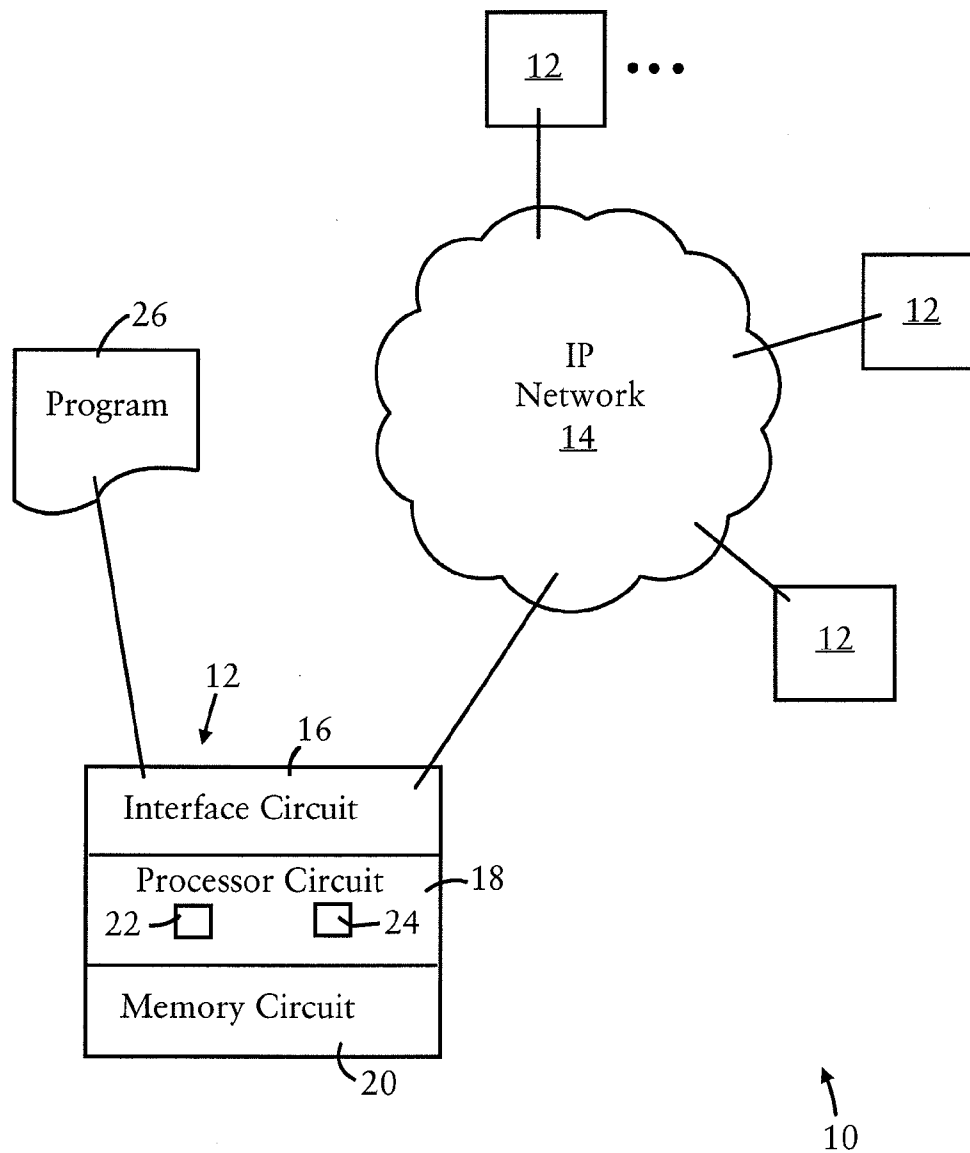 12 •••
12
26
Program
IP
Network
14
12
12
16
Interface Circuit
Processor Circuit
18
22
24
Memory Circuit
20
10